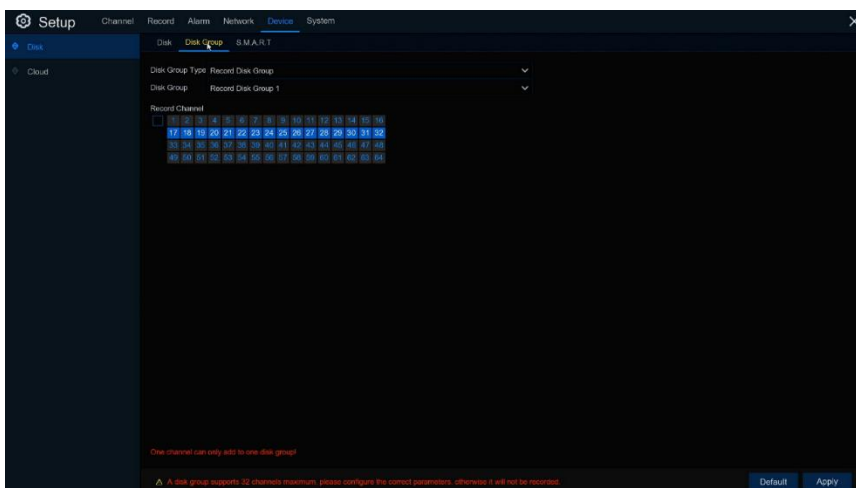 Setup Channel Record Alarm Network Device System X
Disk Disk Disk Group S.M.A.R.T
Cloud
Disk Group Type Record Disk Group
Disk Group Record Disk Group 1
Record Channel
1 2 3 4 5 6 7 8 9 10 11 12 13 14 15 16
17 18 19 20 21 22 23 24 25 26 27 28 29 30 31 32
33 34 35 36 37 38 39 40 41 42 43 44 45 46 47 48
49 50 51 52 53 54 55 56 57 58 59 60 61 62 63 64
One channel can only add to one disk group!
A disk group supports 32 channels maximum, please configure the correct parameters, otherwise it will not be recorded
Default Apply